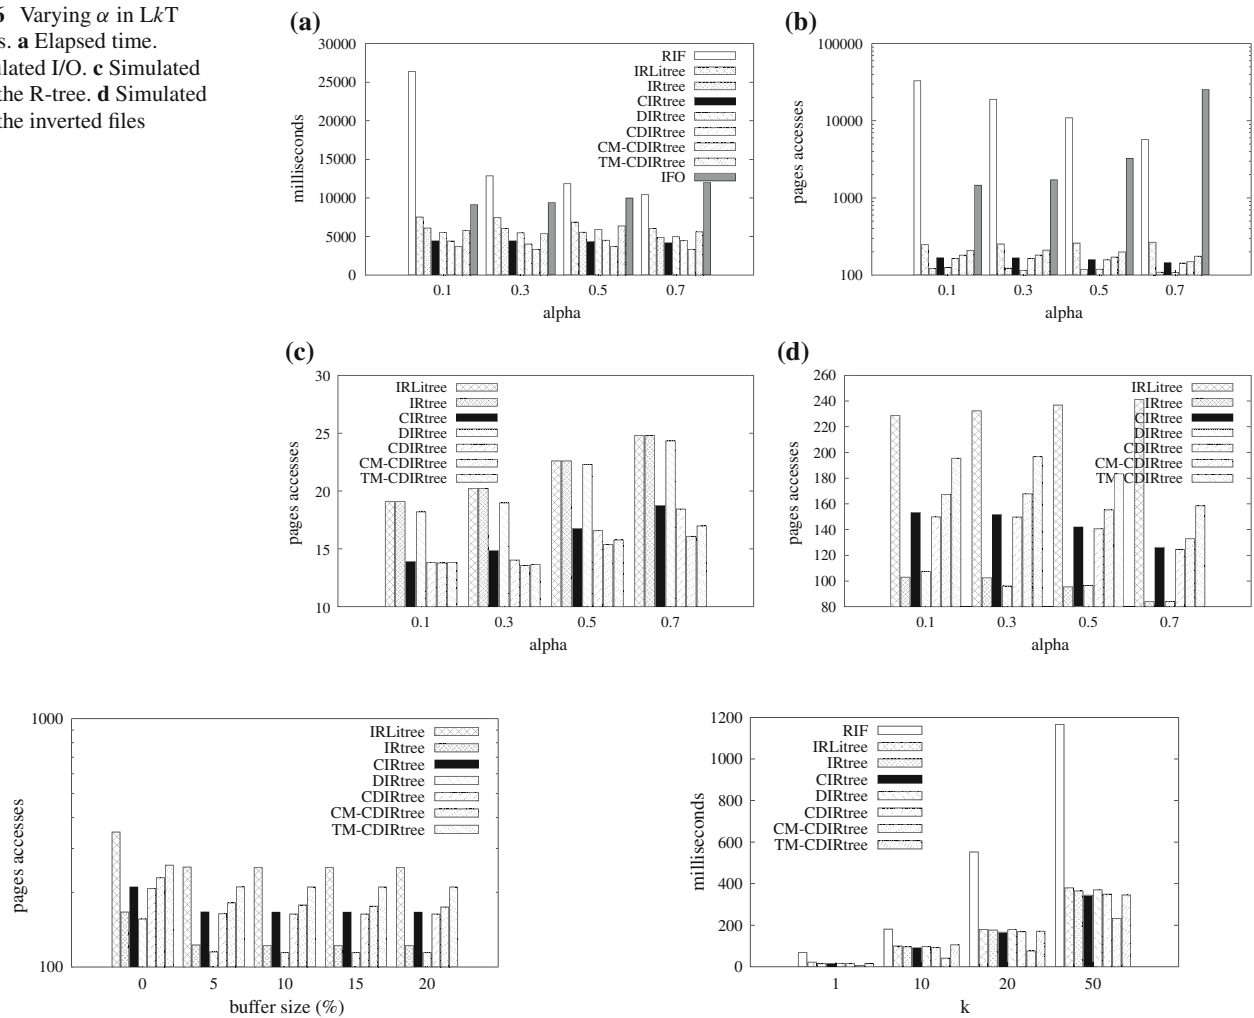 6 Varying α in LkT
s. a Elapsed time.
ulated I/O. c Simulated
the R-tree. d Simulated
the inverted files
(a)
30000
25000
20000
15000
10000
5000
0
milliseconds
RIF
IRLitree
IRtree
CIRtree
DIRtree
CDIRtree
CM-CDIRtree
TM-CDIRtree
IFO
0.1 0.3 0.5 0.7
alpha
(b)
100000
10000
1000
100
pages accesses
0.1 0.3 0.5 0.7
alpha
(c)
30
25
20
15
10
pages accesses
IRLitree
IRtree
CIRtree
DIRtree
CDIRtree
CM-CDIRtree
TM-CDIRtree
0.1 0.3 0.5 0.7
alpha
(d)
260
240
220
200
180
160
140
120
100
80
pages accesses
IRLitree
IRtree
CIRtree
DIRtree
CDIRtree
CM-CDIRtree
TM-CDIRtree
0.1 0.3 0.5 0.7
alpha
1000
100
pages accesses
IRLitree
IRtree
CIRtree
DIRtree
CDIRtree
CM-CDIRtree
TM-CDIRtree
0 5 10 15 20
buffer size (%)
1200
1000
800
600
400
200
0
milliseconds
RIF
IRLitree
IRtree
CIRtree
DIRtree
CDIRtree
CM-CDIRtree
TM-CDIRtree
1 10 20 50
k